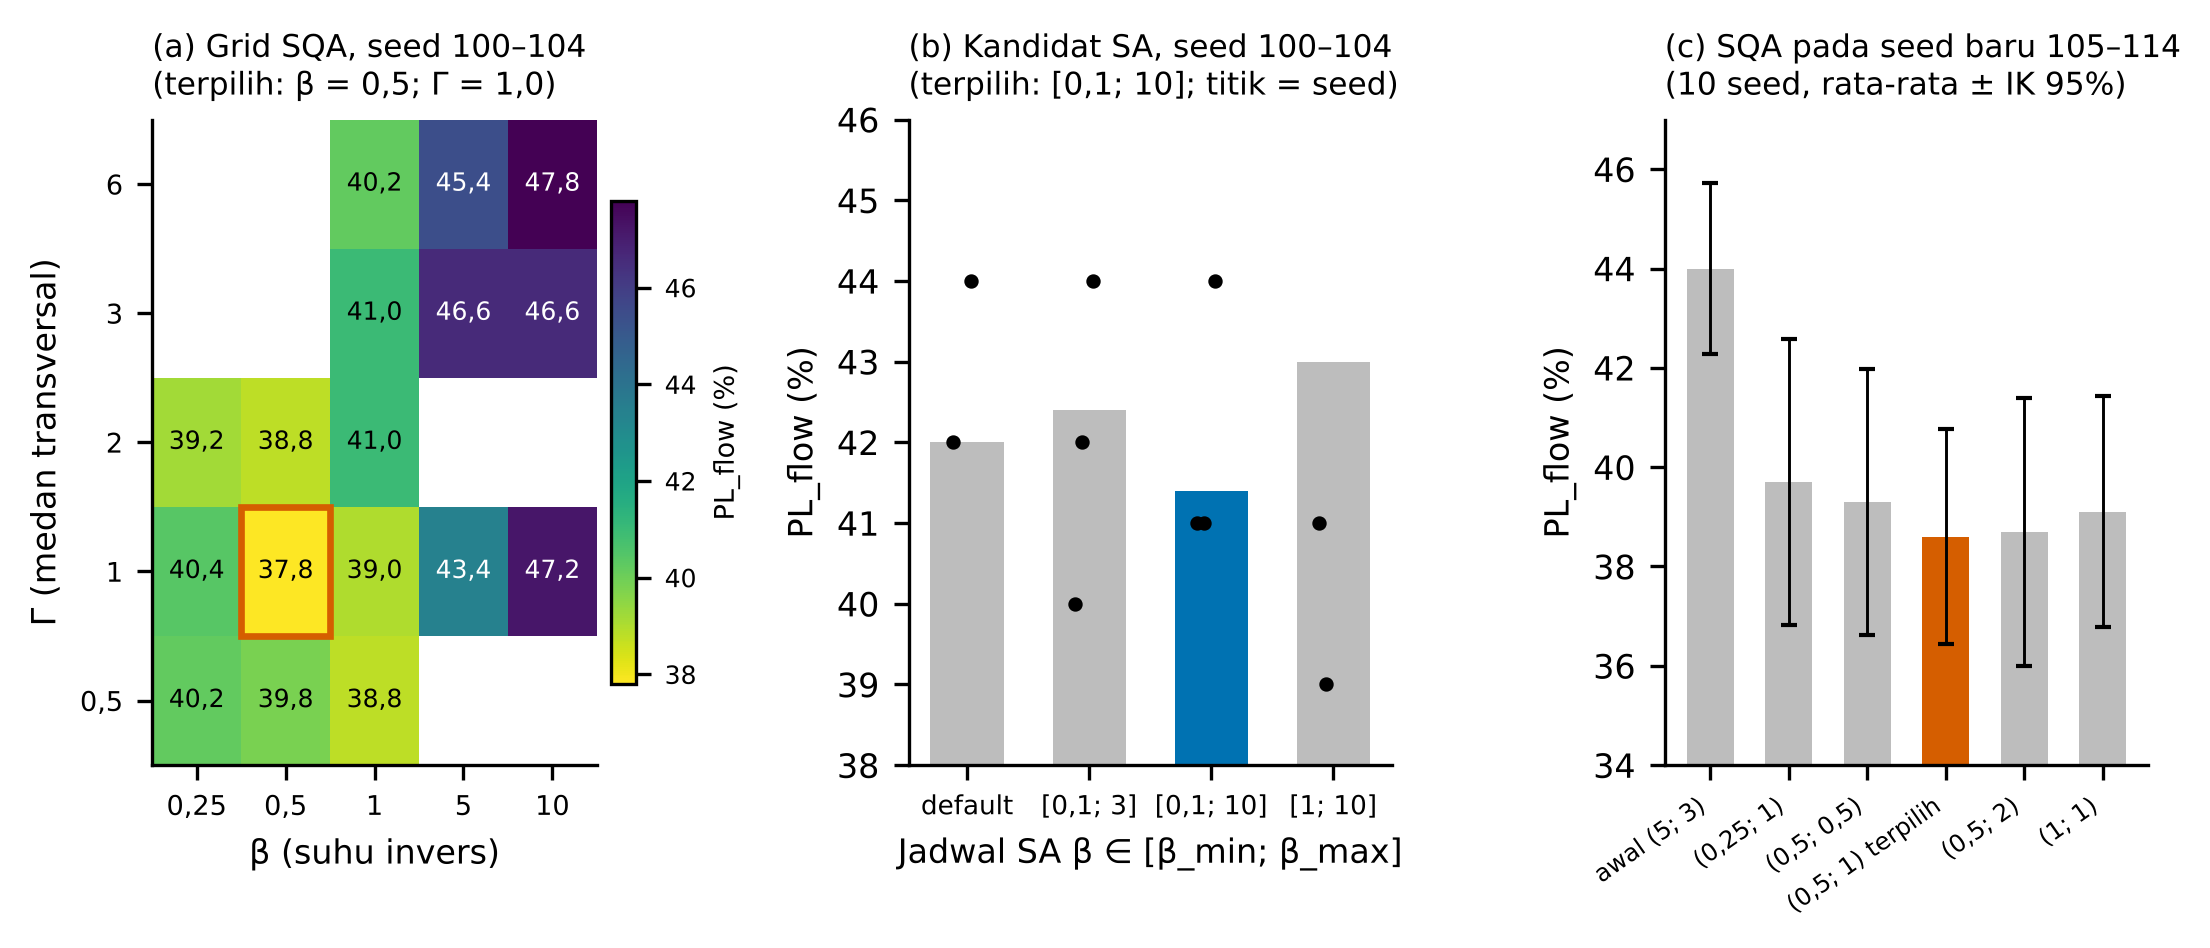 (a) Grid SQA, seed 100–104
(terpilih: β = 0,5; Γ = 1,0)
Γ (medan transversal)
6
3
2
1
0,5
40,2 45,4 47,8
41,0 46,6 46,6
39,2 38,8 41,0
40,4 37,8 39,0 43,4 47,2
40,2 39,8 38,8
0,25 0,5 1 5 10
β (suhu invers)
46
44
42
40
38
PL_flow (%)
(b) Kandidat SA, seed 100–104
(terpilih: [0,1; 10]; titik = seed)
PL_flow (%)
46
45
44
43
42
41
40
39
38
default [0,1; 3] [0,1; 10] [1; 10]
Jadwal SA β ∈ [β_min; β_max]
(c) SQA pada seed baru 105–114
(10 seed, rata-rata ± IK 95%)
PL_flow (%)
46
44
42
40
38
36
34
awal (5; 3)
(0,25; 1)
(0,5; 0,5)
(0,5; 1) terpilih
(0,5; 2)
(1; 1)